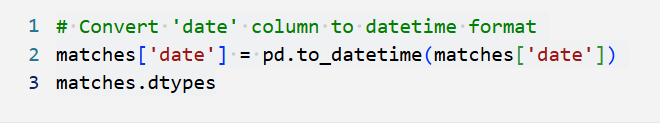 1 # Convert 'date' column to datetime format
2 matches['date'] = pd.to_datetime(matches['date'])
3 matches.dtypes